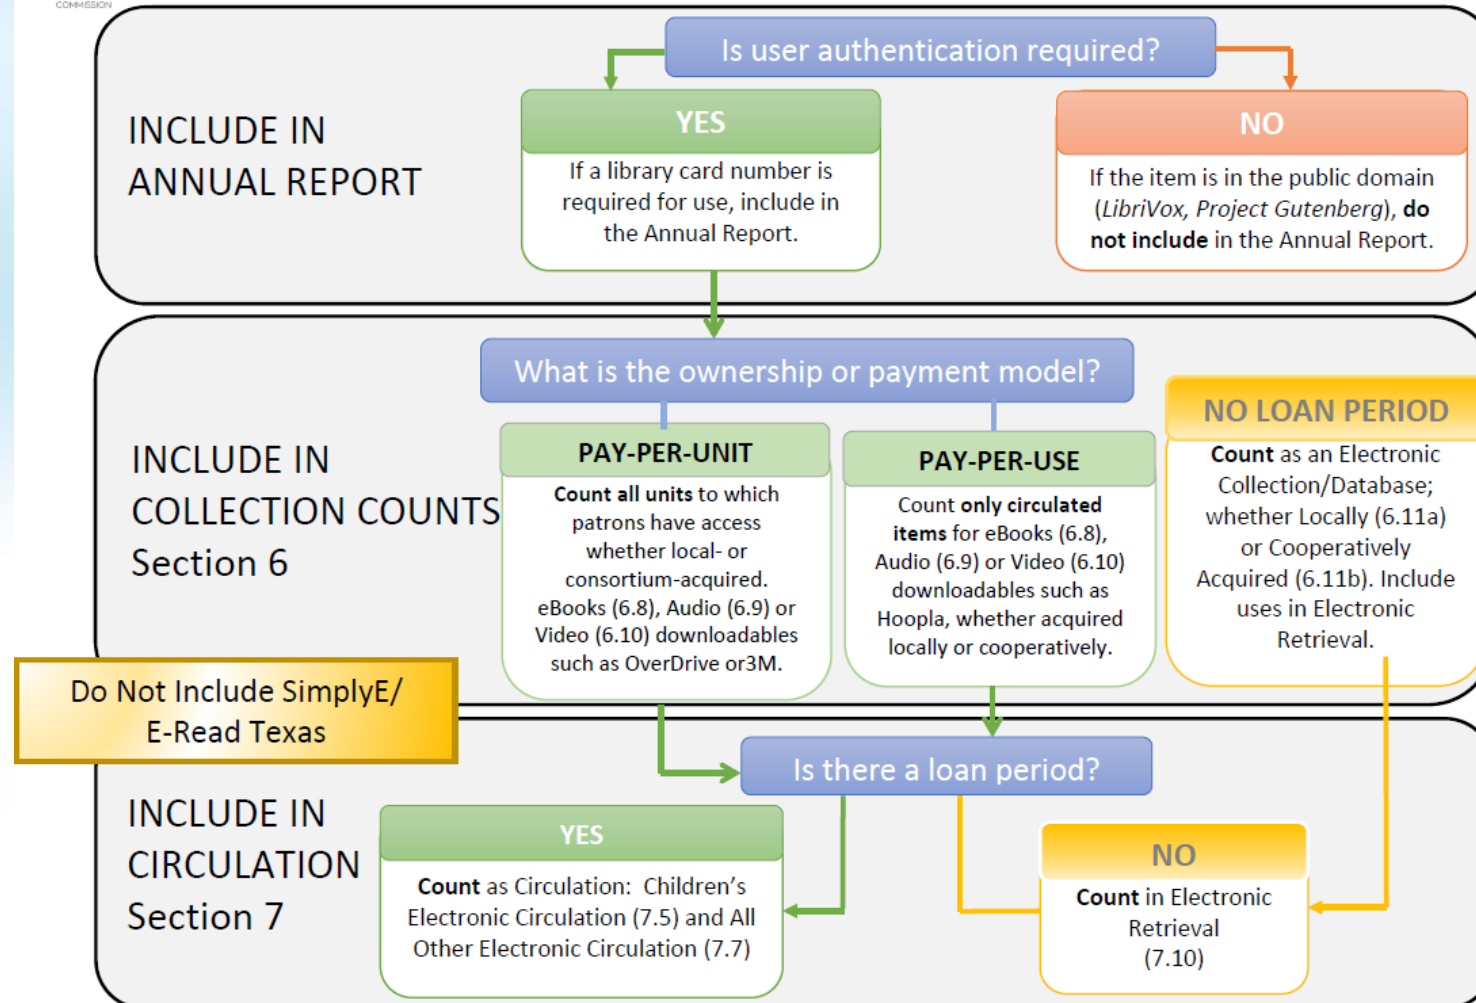 COMMISSION
Is user authentication required?
INCLUDE IN
ANNUAL REPORT
YES
If a library card number is
required for use, include in
the Annual Report.
NO
If the item is in the public domain
(LibriVox, Project Gutenberg), do
not include in the Annual Report.
What is the ownership or payment model?
INCLUDE IN
COLLECTION COUNTS
Section 6
PAY-PER-UNIT
Count all units to which
patrons have access
whether local- or
consortium-acquired.
eBooks (6.8), Audio (6.9) or
Video (6.10) downloadables
such as OverDrive or3M.
PAY-PER-USE
Count only circulated
items for eBooks (6.8),
Audio (6.9) or Video (6.10)
downloadables such as
Hoopla, whether acquired
locally or cooperatively.
NO LOAN PERIOD
Count as an Electronic
Collection/Database;
whether Locally (6.11a)
or Cooperatively
Acquired (6.11b). Include
uses in Electronic
Retrieval.
Do Not Include SimplyE/
E-Read Texas
Is there a loan period?
INCLUDE IN
CIRCULATION
Section 7
YES
Count as Circulation: Children’s
Electronic Circulation (7.5) and All
Other Electronic Circulation (7.7)
NO
Count in Electronic
Retrieval
(7.10)